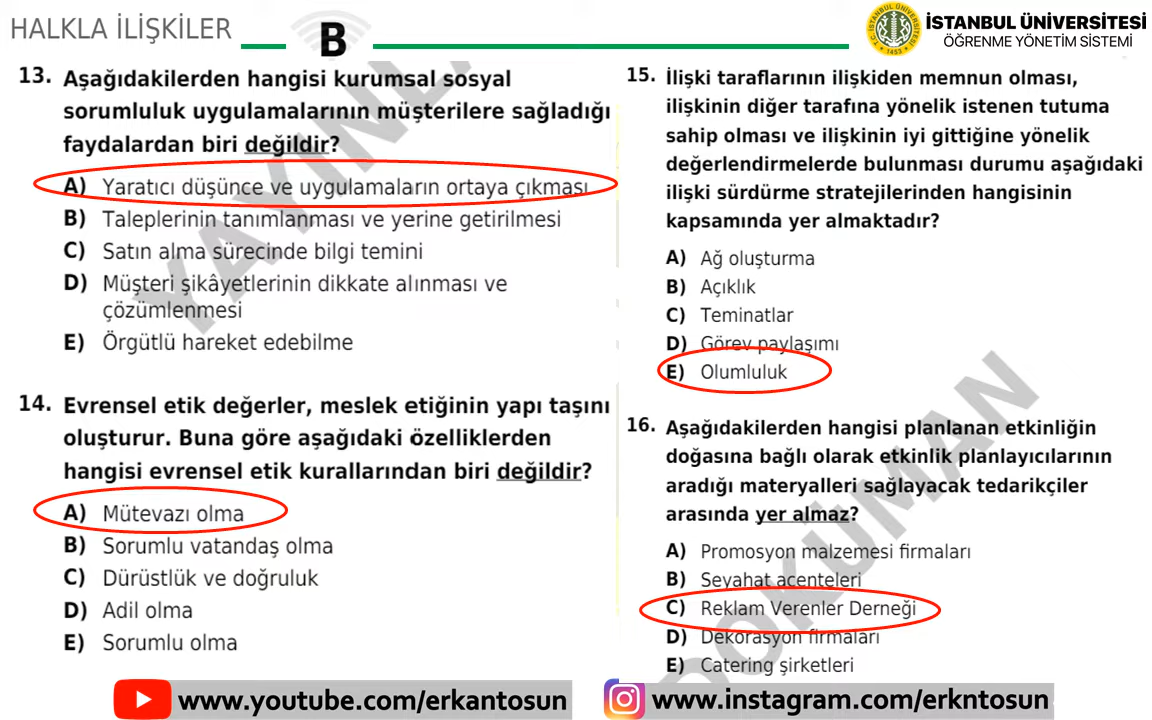 HALKLA İLİŞKİLER
B
İSTANBUL ÜNİVERSİTESİ
ÖĞRENME YÖNETİM SİSTEMİ
T.C. İSTANBUL ÜNİVERSİTESİ
1453
13. Aşağıdakilerden hangisi kurumsal sosyal
sorumluluk uygulamalarının müşterilere sağladığı
faydalardan biri değildir?
A) Yaratıcı düşünce ve uygulamaların ortaya çıkması
B) Taleplerinin tanımlanması ve yerine getirilmesi
C) Satın alma sürecinde bilgi temini
D) Müşteri şikâyetlerinin dikkate alınması ve
çözümlenmesi
E) Örgütlü hareket edebilme
14. Evrensel etik değerler, meslek etiğinin yapı taşını
oluşturur. Buna göre aşağıdaki özelliklerden
hangisi evrensel etik kurallarından biri değildir?
A) Mütevazı olma
B) Sorumlu vatandaş olma
C) Dürüstlük ve doğruluk
D) Adil olma
E) Sorumlu olma
15. İlişki taraflarının ilişkiden memnun olması,
ilişkinin diğer tarafına yönelik istenen tutuma
sahip olması ve ilişkinin iyi gittiğine yönelik
değerlendirmelerde bulunması durumu aşağıdaki
ilişki sürdürme stratejilerinden hangisinin
kapsamında yer almaktadır?
A) Ağ oluşturma
B) Açıklık
C) Teminatlar
D) Görev paylaşımı
E) Olumluluk
16. Aşağıdakilerden hangisi planlanan etkinliğin
doğasına bağlı olarak etkinlik planlayıcılarının
aradığı materyalleri sağlayacak tedarikçiler
arasında yer almaz?
A) Promosyon malzemesi firmaları
B) Seyahat acenteleri
C) Reklam Verenler Derneği
D) Dekorasyon firmaları
E) Catering şirketleri
YAYINL
DOKÜMAN
www.youtube.com/erkantosun
www.instagram.com/erkntosun